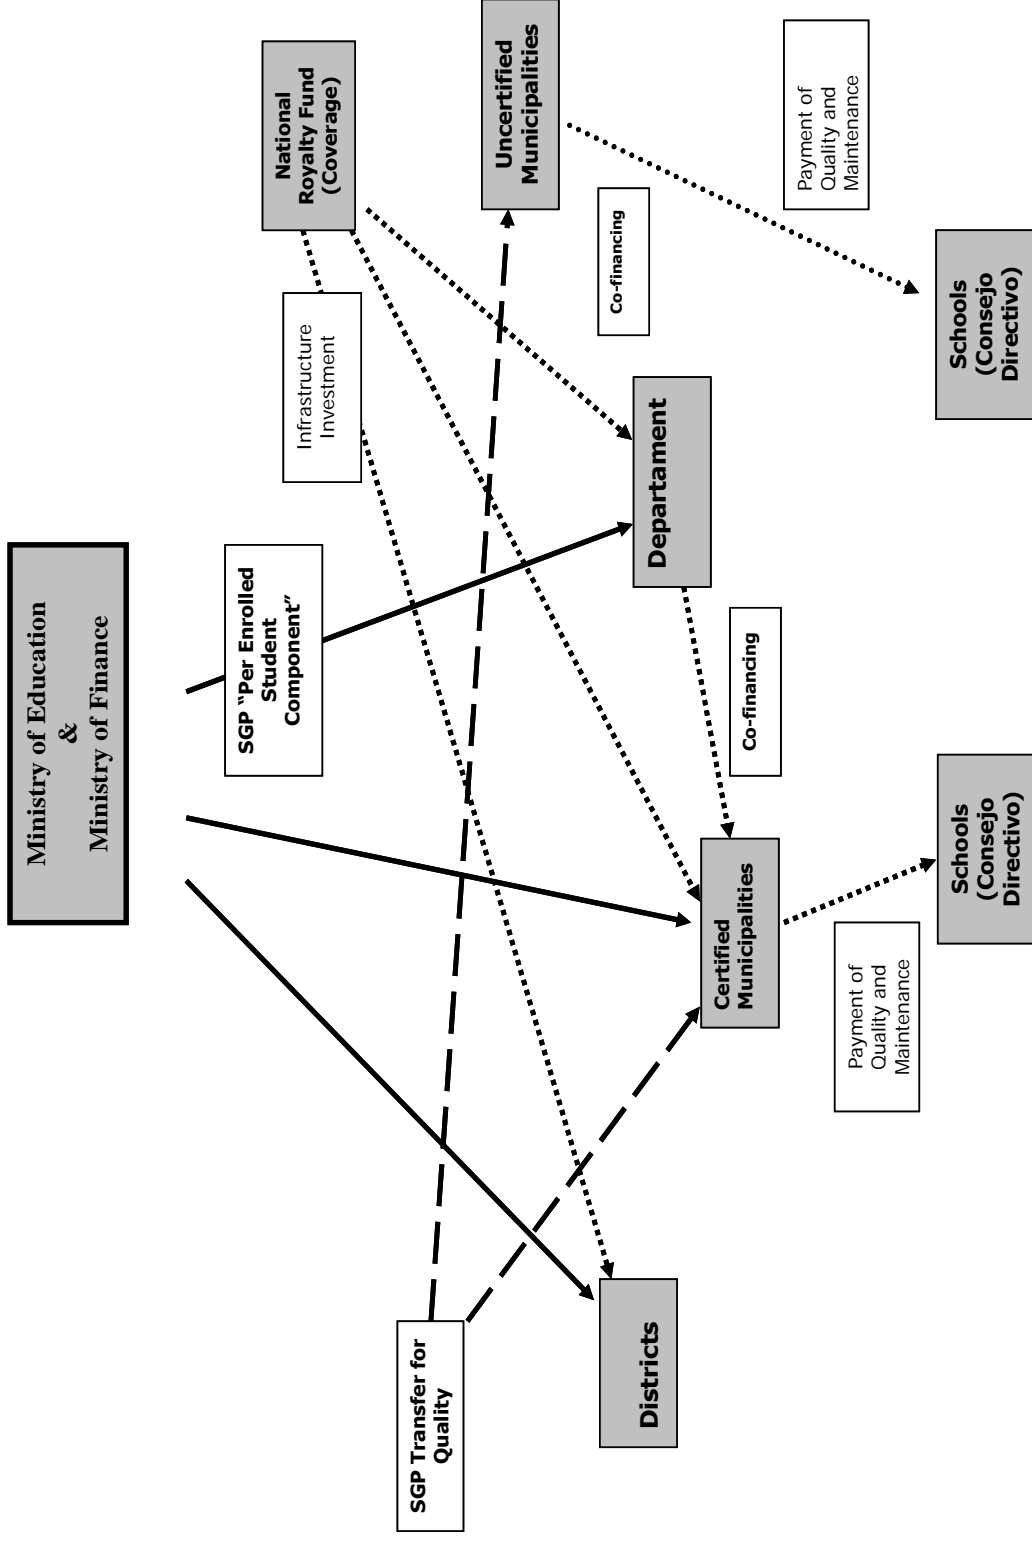 Ministry of Education
&
Ministry of Finance
SGP “Per Enrolled
Student
Component”
National
Royalty Fund
(Coverage)
Infrastructure
Investment
SGP Transfer for
Quality
Uncertified
Municipalities
Districts
Co-financing
Departament
Certified
Municipalities
Co-financing
Payment of
Quality and
Maintenance
Payment of
Quality and
Maintenance
Schools
(Consejo
Directivo)
Schools
(Consejo
Directivo)